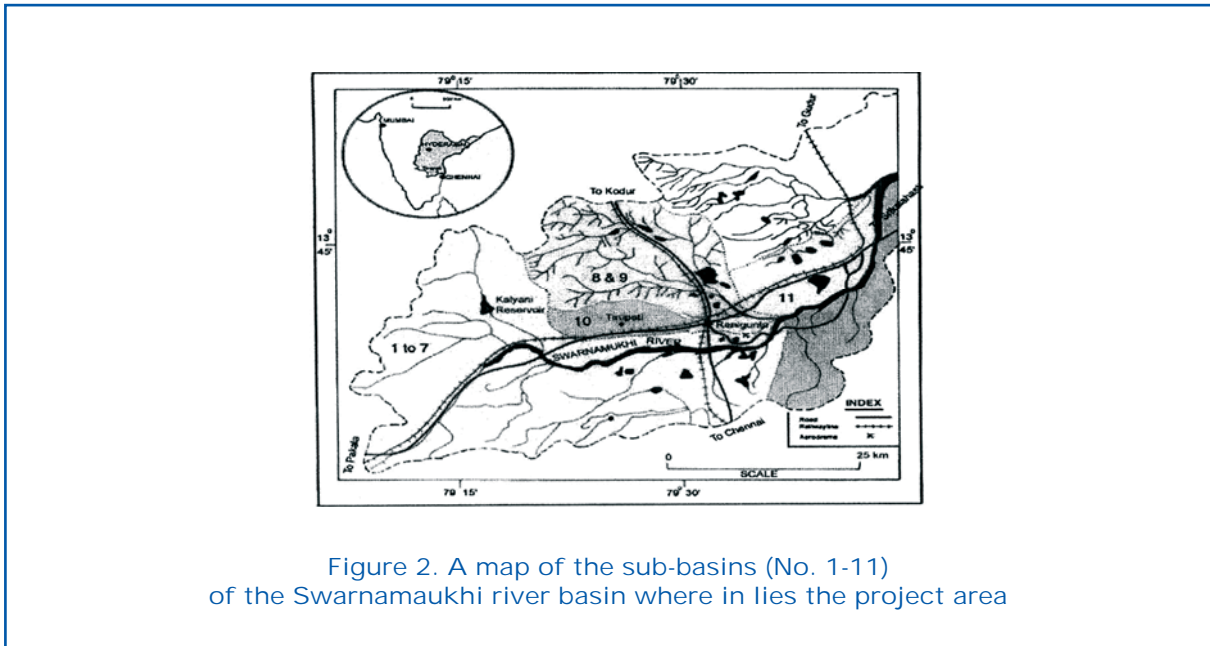 79° 15'
79° 30'
MUMBAI
HYDERABAD
CHENNAI
To Gudur
To Kodur
13°
45'
13°
45'
8 & 9
Kalyani
Reservoir
11
10
Tirupati
Renigunta
1 to 7
SWARNAMUKHI RIVER
INDEX
Road
Railwayline
Aerodrome
To Chennai
To Pakala
0
25 km
SCALE
79° 15'
79° 30'
Figure 2. A map of the sub-basins (No. 1-11)
of the Swarnamaukhi river basin where in lies the project area